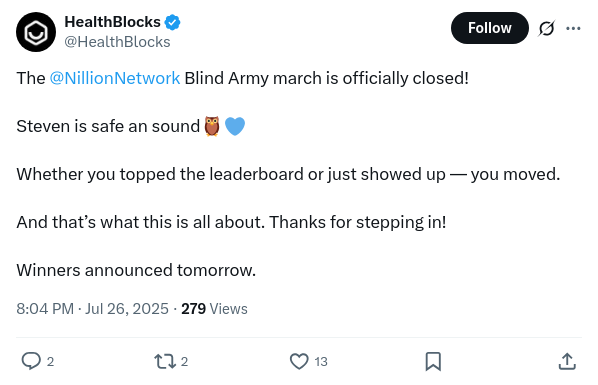 HealthBlocks
@HealthBlocks
Follow
The @NillionNetwork Blind Army march is officially closed!
Steven is safe an sound🦉🩵
Whether you topped the leaderboard or just showed up — you moved.
And that’s what this is all about. Thanks for stepping in!
Winners announced tomorrow.
8:04 PM · Jul 26, 2025 · 279 Views
2
2
13